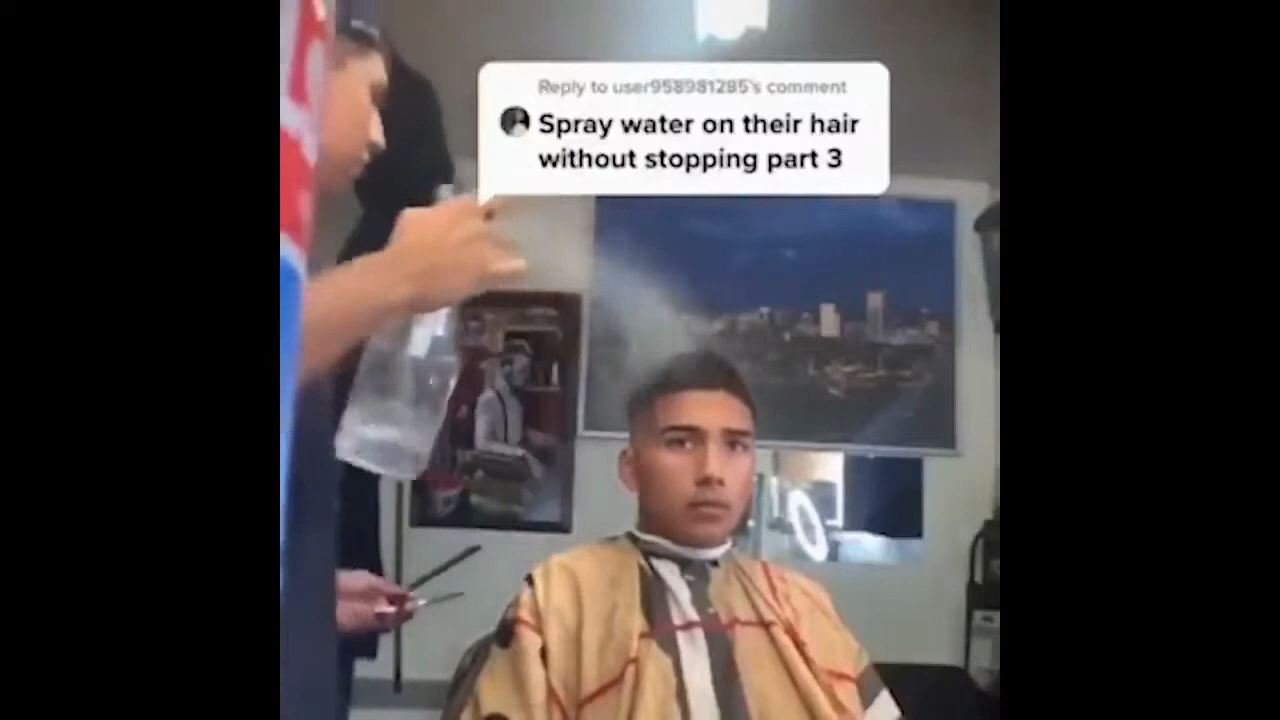 Reply to user958981285's comment
Spray water on their hair
without stopping part 3